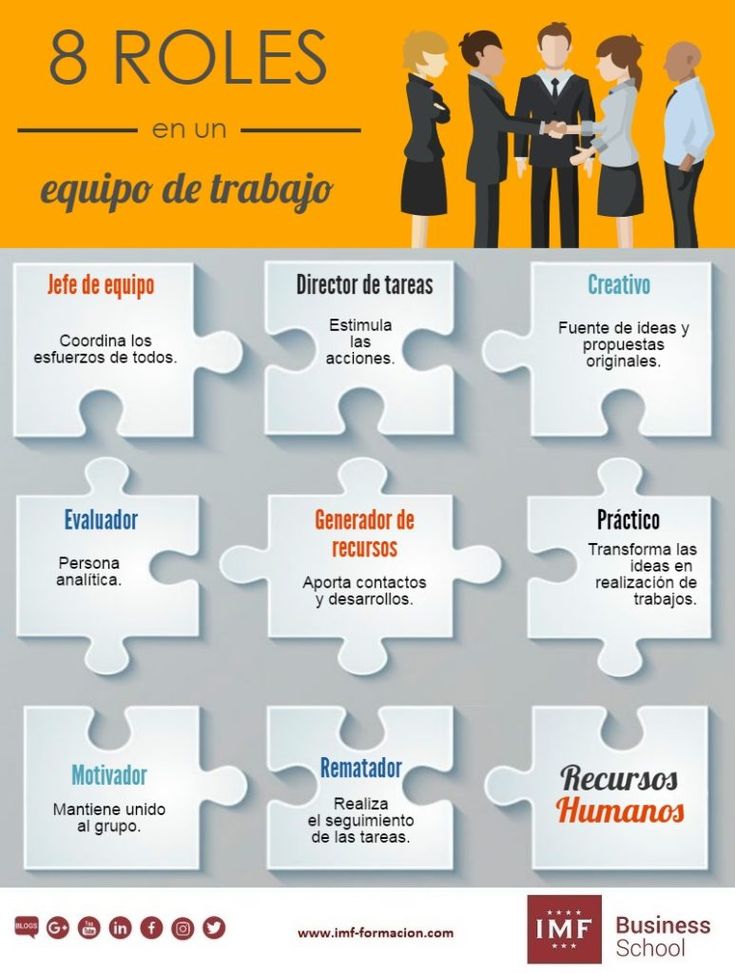 8 ROLES
en un
equipo de trabajo
Jefe de equipo
Coordina los
esfuerzos de todos.
Director de tareas
Estimula
las
acciones.
Creativo
Fuente de ideas y
propuestas
originales.
Evaluador
Persona
analítica.
Generador de
recursos
Aporta contactos
y desarrollos.
Práctico
Transforma las
ideas en
realización de
trabajos.
Motivador
Mantiene unido
al grupo.
Rematador
Realiza
el seguimiento
de las tareas.
Recursos
Humanos
BLOGS
G+
You
Tube
in
f
www.imf-formacion.com
IMF
Business
School